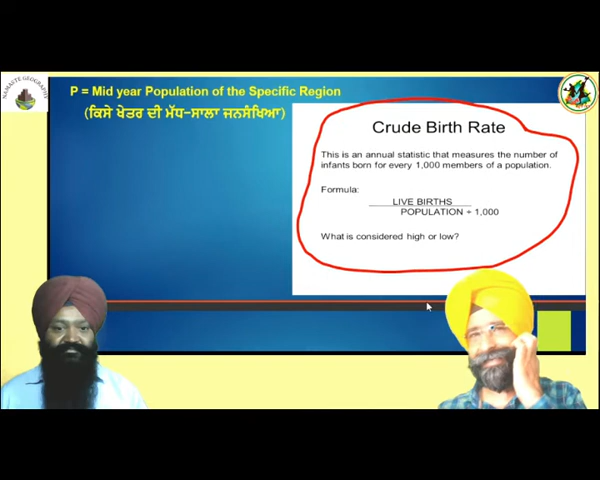 NAMASTE GEOGRAPHY
P = Mid year Population of the Specific Region
(ਕਿਸੇ ਖੇਤਰ ਦੀ ਮੱਧ-ਸਾਲਾ ਜਨਸੰਖਿਆ)
Crude Birth Rate
This is an annual statistic that measures the number of
infants born for every 1,000 members of a population.
Formula:
LIVE BIRTHS
POPULATION ÷ 1,000
What is considered high or low?